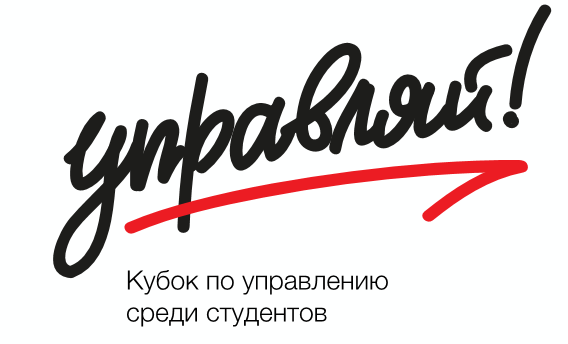 управляй!
Кубок по управлению
среди студентов